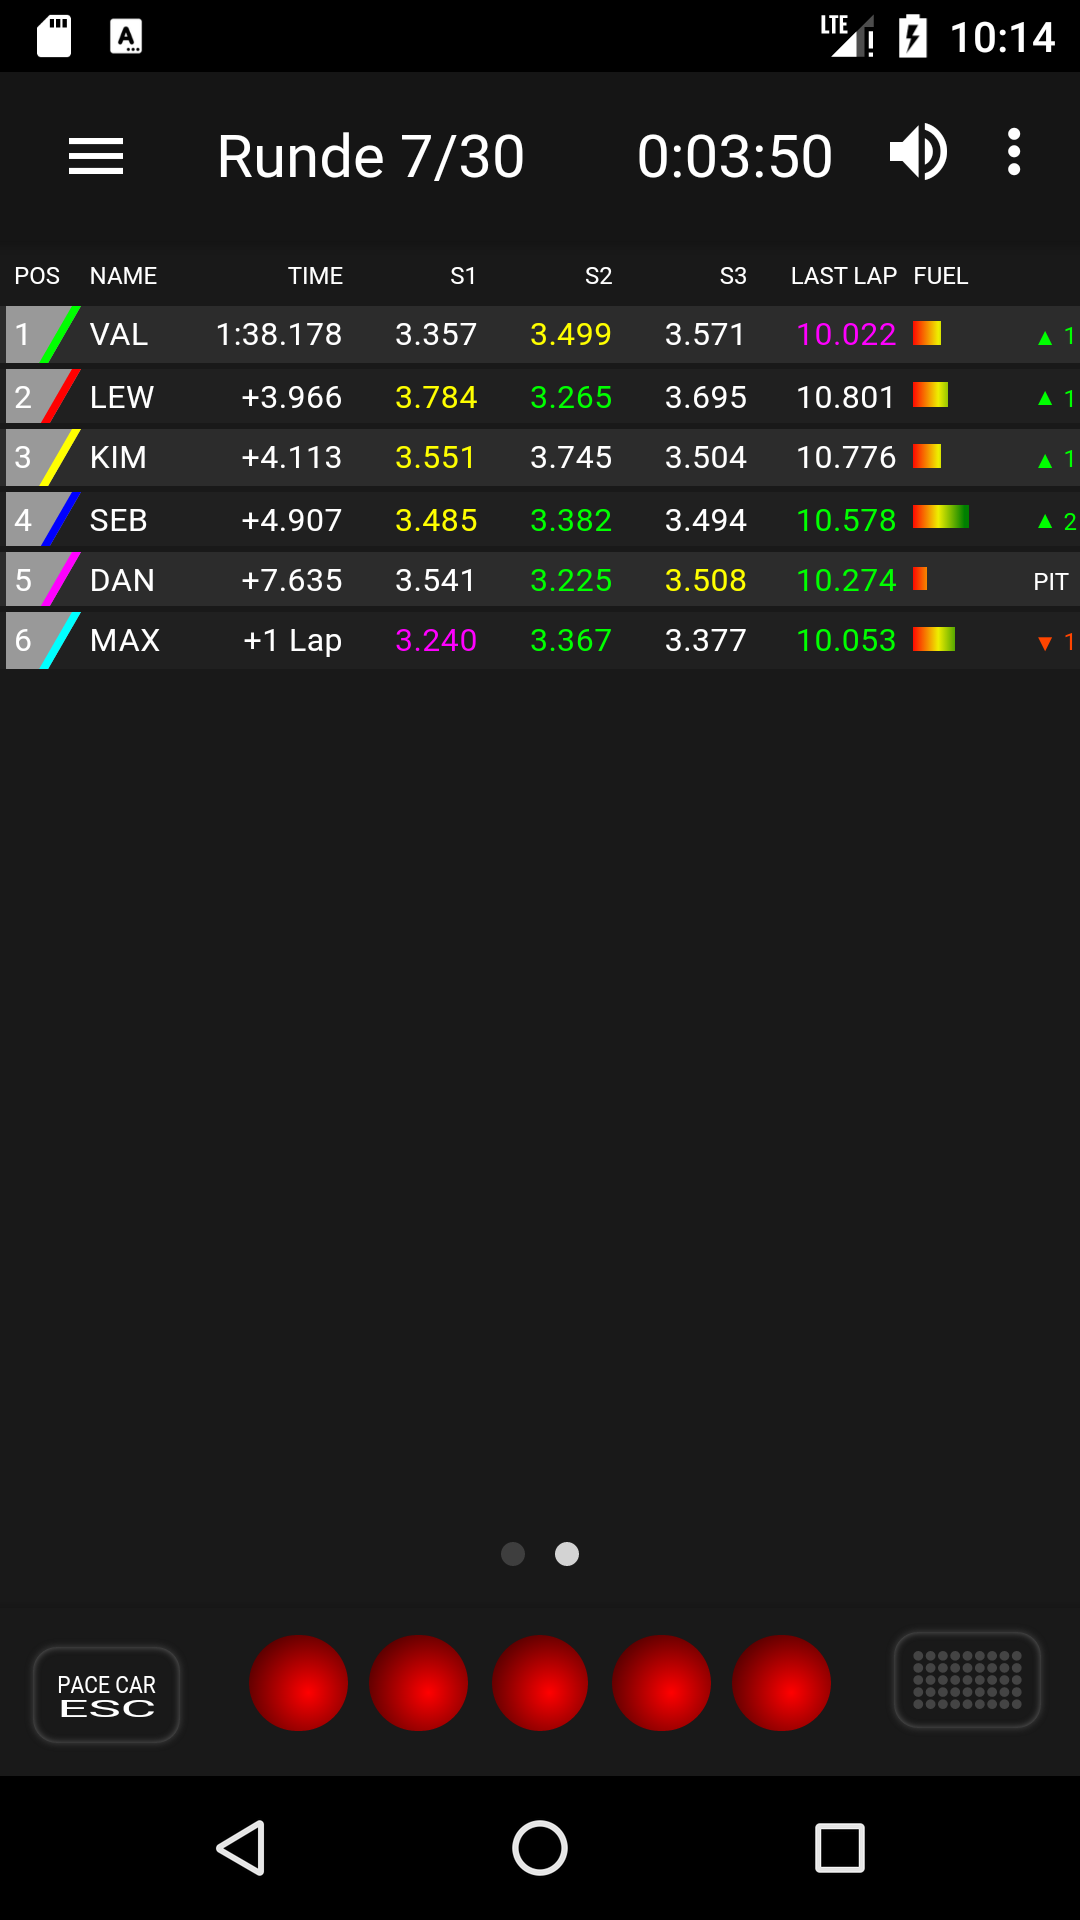 LTE 10:14
Runde 7/30 0:03:50
POS NAME TIME S1 S2 S3 LAST LAP FUEL
1 VAL 1:38.178 3.357 3.499 3.571 10.022 ▲ 1
2 LEW +3.966 3.784 3.265 3.695 10.801 ▲ 1
3 KIM +4.113 3.551 3.745 3.504 10.776 ▲ 1
4 SEB +4.907 3.485 3.382 3.494 10.578 ▲ 2
5 DAN +7.635 3.541 3.225 3.508 10.274 PIT
6 MAX +1 Lap 3.240 3.367 3.377 10.053 ▼ 1
PACE CAR
ESC